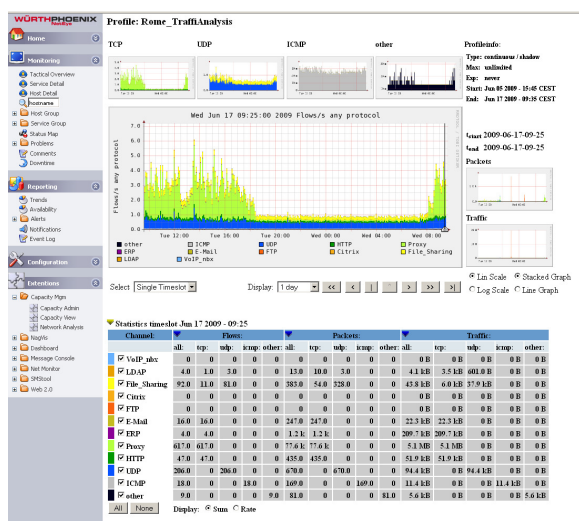 WÜRTHPHOENIX
NetEye
Home
Monitoring
Tactical Overview
Service Detail
Host Detail
hostname
Host Group
Service Group
Status Map
Problems
Comments
Downtime
Reporting
Trends
Availability
Alerts
Notifications
Event Log
Configuration
Extentions
Capacity Mgm
Capacity Admin
Capacity View
Network Analysis
NagVis
Dashboard
Message Console
Net Monitor
SMStool
Web 2.0
Profile: Rome_TraffiAnalysis
TCP UDP ICMP other
ProfileInfo:
Type: continuous / shadow
Max: unlimited
Exp: never
Start: Jun 05 2009 - 15:45 CEST
End: Jun 17 2009 - 09:35 CEST
Wed Jun 17 09:25:00 2009 Flows/s any protocol
Flows/s any protocol
7.0
6.0
5.0
4.0
3.0
2.0
1.0
0.0
Tue 12:00 Tue 16:00 Tue 20:00 Wed 00:00 Wed 04:00 Wed 08:00
other ICMP UDP HTTP Proxy
ERP E-Mail FTP Citrix File_Sharing
LDAP VoIP_nbx
tstart 2009-06-17-09-25
tend 2009-06-17-09-25
Packets
Traffic
Lin Scale Stacked Graph
Log Scale Line Graph
Select Single Timeslot Display: 1 day << < | > >> >|
Statistics timeslot Jun 17 2009 - 09:25
Channel: Flows: Packets: Traffic:
all: tcp: udp: icmp: other: all: tcp: udp: icmp: other: all: tcp: udp: icmp: other:
VoIP_nbx 0 0 0 0 0 0 0 0 0 0 0 B 0 B 0 B 0 B 0 B
LDAP 4.0 1.0 3.0 0 0 13.0 10.0 3.0 0 0 4.1 kB 3.5 kB 601.0 B 0 B 0 B
File_Sharing 92.0 11.0 81.0 0 0 383.0 54.0 328.0 0 0 43.8 kB 6.0 kB 37.9 kB 0 B 0 B
Citrix 0 0 0 0 0 0 0 0 0 0 0 B 0 B 0 B 0 B 0 B
FTP 0 0 0 0 0 0 0 0 0 0 0 B 0 B 0 B 0 B 0 B
E-Mail 16.0 16.0 0 0 0 247.0 247.0 0 0 0 22.3 kB 22.3 kB 0 B 0 B 0 B
ERP 4.0 4.0 0 0 0 1.2 k 1.2 k 0 0 0 209.7 kB 209.7 kB 0 B 0 B 0 B
Proxy 617.0 617.0 0 0 0 77.6 k 77.6 k 0 0 0 5.1 MB 5.1 MB 0 B 0 B 0 B
HTTP 47.0 47.0 0 0 0 435.0 435.0 0 0 0 51.9 kB 51.9 kB 0 B 0 B 0 B
UDP 206.0 0 206.0 0 0 670.0 0 670.0 0 0 94.4 kB 0 B 94.4 kB 0 B 0 B
ICMP 18.0 0 0 18.0 0 169.0 0 0 169.0 0 11.4 kB 0 B 0 B 11.4 kB 0 B
other 9.0 0 0 0 9.0 81.0 0 0 0 81.0 5.6 kB 0 B 0 B 0 B 5.6 kB
All None Display: Sum Rate